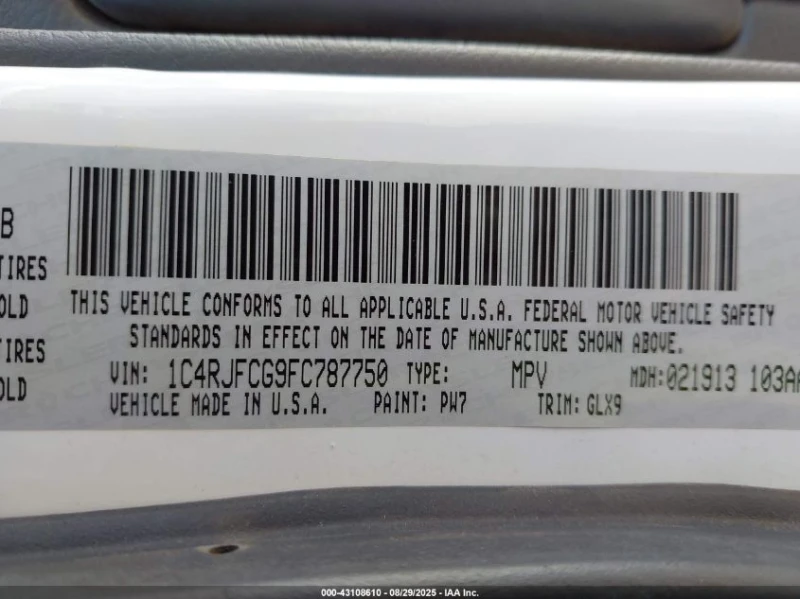 B
TIRES
OLD
TIRES
OLD
THIS VEHICLE CONFORMS TO ALL APPLICABLE U.S.A. FEDERAL MOTOR VEHICLE SAFETY
STANDARDS IN EFFECT ON THE DATE OF MANUFACTURE SHOWN ABOVE.
VIN: 1C4RJFCG9FC787750 TYPE: MPV MDH:021913 103AA
VEHICLE MADE IN U.S.A. PAINT: PW7 TRIM: GLX9
000-43108610 - 08/29/2025 - IAA Inc.